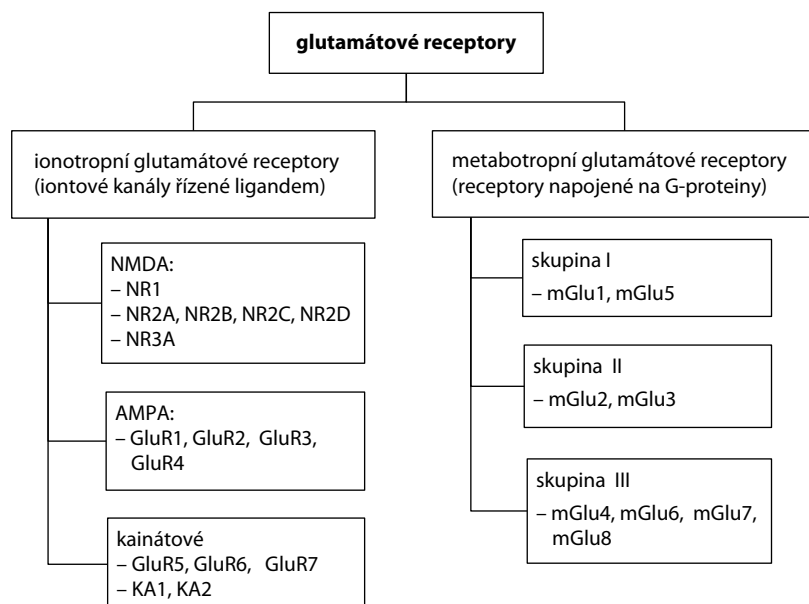 glutamátové receptory
ionotropní glutamátové receptory
(iontové kanály řízené ligandem)
NMDA:
– NR1
– NR2A, NR2B, NR2C, NR2D
– NR3A
AMPA:
– GluR1, GluR2, GluR3,
GluR4
kainátové
– GluR5, GluR6, GluR7
– KA1, KA2
metabotropní glutamátové receptory
(receptory napojené na G-proteiny)
skupina I
– mGlu1, mGlu5
skupina II
– mGlu2, mGlu3
skupina III
– mGlu4, mGlu6, mGlu7,
mGlu8